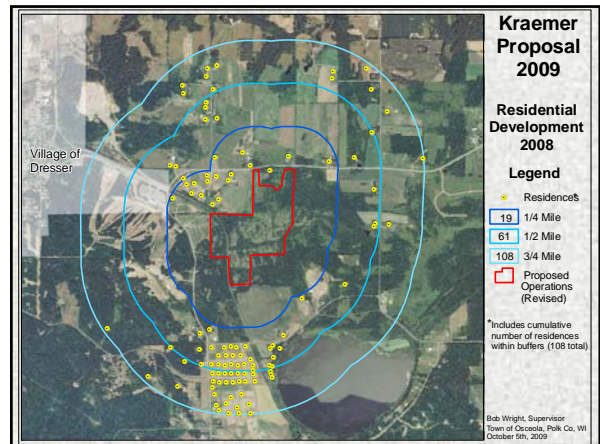 Kraemer
Proposal
2009
Residential
Development
2008
Village of
Dresser
Legend
Residences*
19 1/4 Mile
61 1/2 Mile
108 3/4 Mile
Proposed
Operations
(Revised)
*Includes cumulative
number of residences
within buffers (108 total)
Bob Wright, Supervisor
Town of Osceola, Polk Co, WI
October 5th, 2009